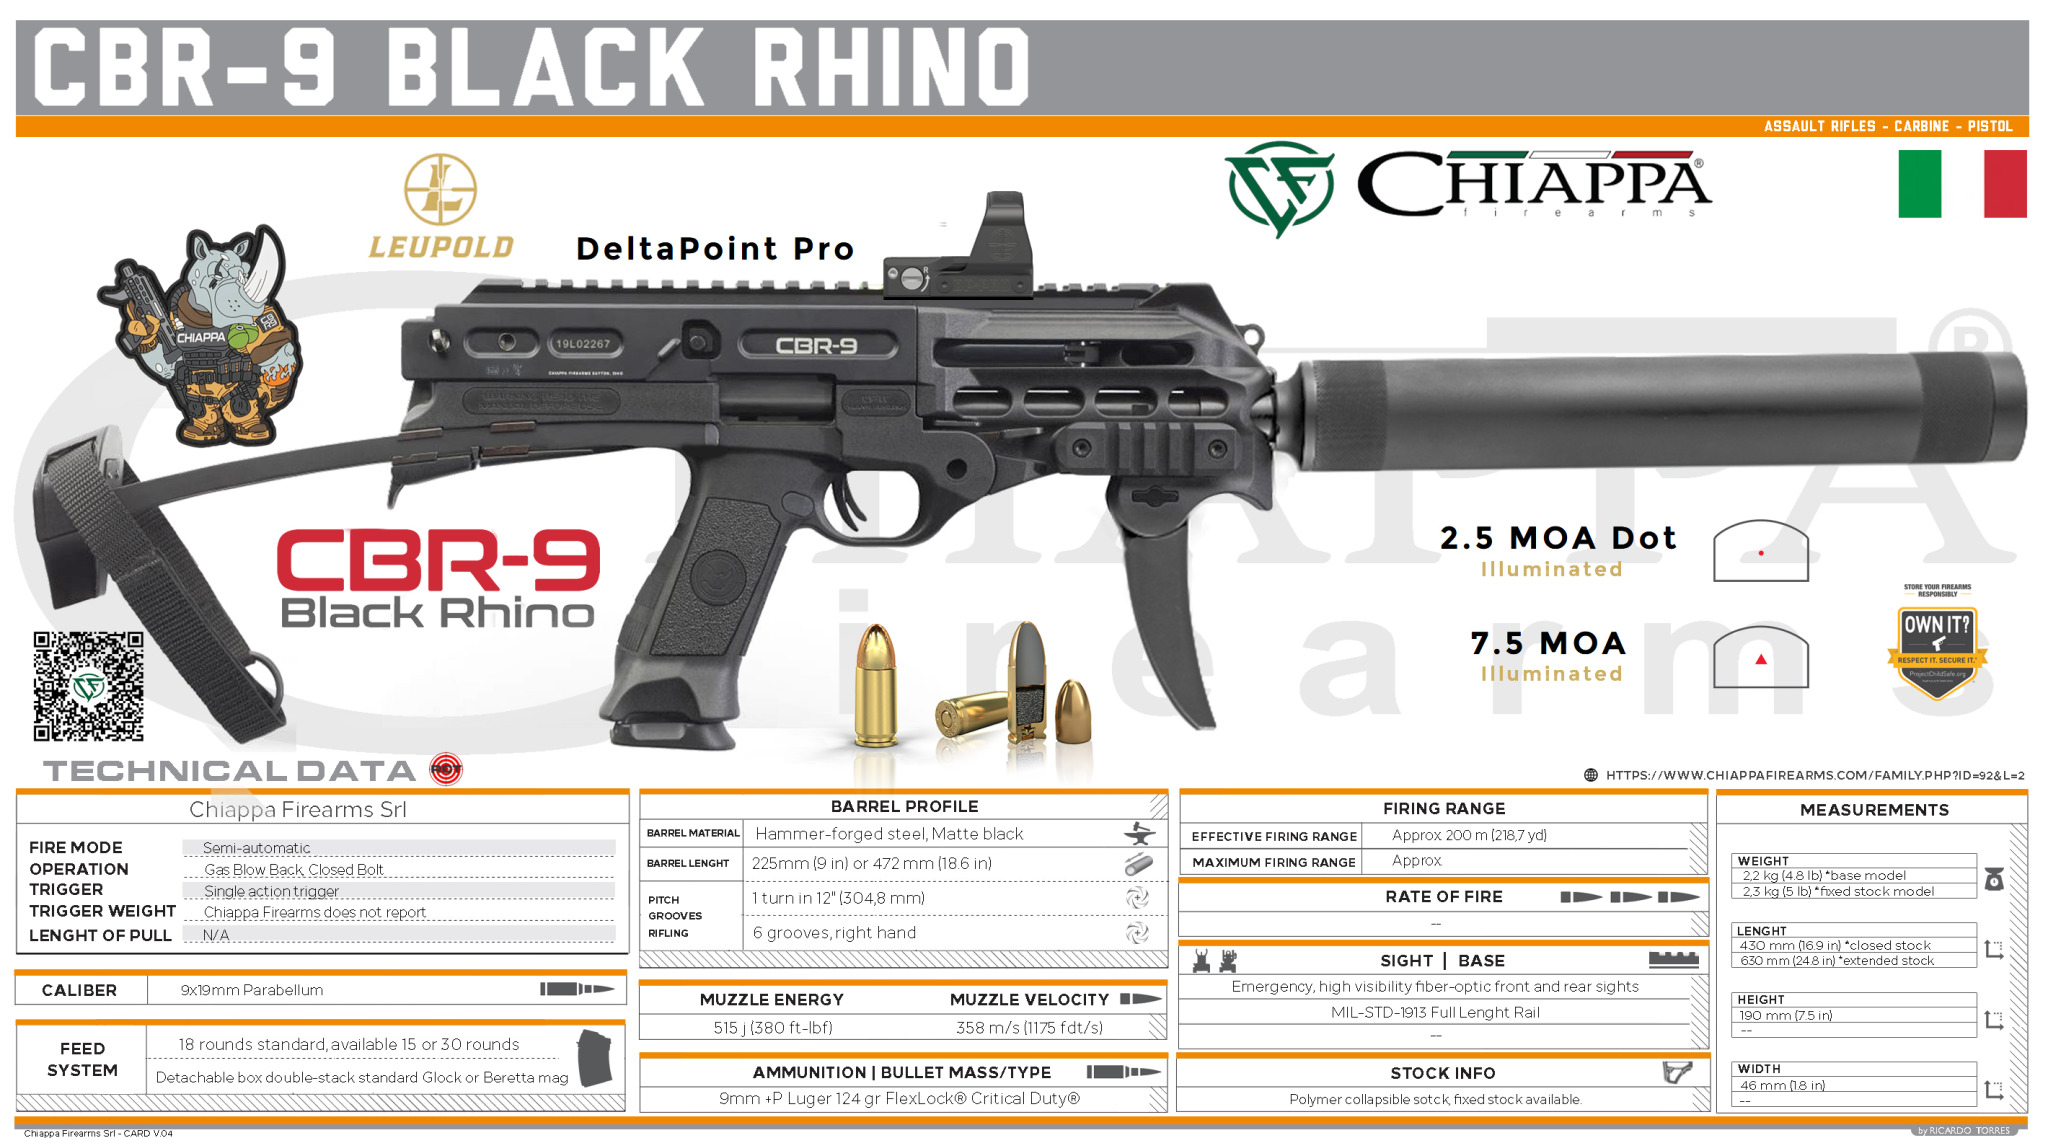 CBR-9 BLACK RHINO
ASSAULT RIFLES - CARBINE - PISTOL
LEUPOLD
DeltaPoint Pro
CHIAPPA®
firearms
CHIAPPA
R
19L02267
CBR-9
CHIAPPA FIREARMS DAYTON, OHIO
CBR-9
Black Rhino
2.5 MOA Dot
Illuminated
7.5 MOA
Illuminated
STORE YOUR FIREARMS
RESPONSIBLY
OWN IT?
RESPECT IT. SECURE IT.
ProjectChildSafe.org
CHIAPPA®
firearms
TECHNICAL DATA
HTTPS://WWW.CHIAPPAFIREARMS.COM/FAMILY.PHP?ID=92&L=2
Chiappa Firearms Srl
FIRE MODE Semi-automatic
OPERATION Gas Blow Back, Closed Bolt
TRIGGER Single action trigger
TRIGGER WEIGHT Chiappa Firearms does not report
LENGHT OF PULL N/A
CALIBER 9x19mm Parabellum
FEED SYSTEM
18 rounds standard, available 15 or 30 rounds
Detachable box double-stack standard Glock or Beretta mag
BARREL PROFILE
BARREL MATERIAL Hammer-forged steel, Matte black
BARREL LENGHT 225mm (9 in) or 472 mm (18.6 in)
PITCH
GROOVES
RIFLING
1 turn in 12" (304,8 mm)
6 grooves, right hand
MUZZLE ENERGY MUZZLE VELOCITY
515 j (380 ft-lbf) 358 m/s (1175 fdt/s)
AMMUNITION | BULLET MASS/TYPE
9mm +P Luger 124 gr FlexLock® Critical Duty®
FIRING RANGE
EFFECTIVE FIRING RANGE Approx. 200 m (218,7 yd)
MAXIMUM FIRING RANGE Approx.
RATE OF FIRE
--
SIGHT | BASE
Emergency, high visibility fiber-optic front and rear sights
MIL-STD-1913 Full Lenght Rail
--
STOCK INFO
Polymer collapsible sotck, fixed stock available.
MEASUREMENTS
WEIGHT
2,2 kg (4.8 lb) *base model
2,3 kg (5 lb) *fixed stock model
LENGHT
430 mm (16.9 in) *closed stock
630 mm (24.8 in) *extended stock
HEIGHT
190 mm (7.5 in)
--
WIDTH
46 mm (1.8 in)
--
Chiappa Firearms Srl - CARD V.04
by RICARDO TORRES